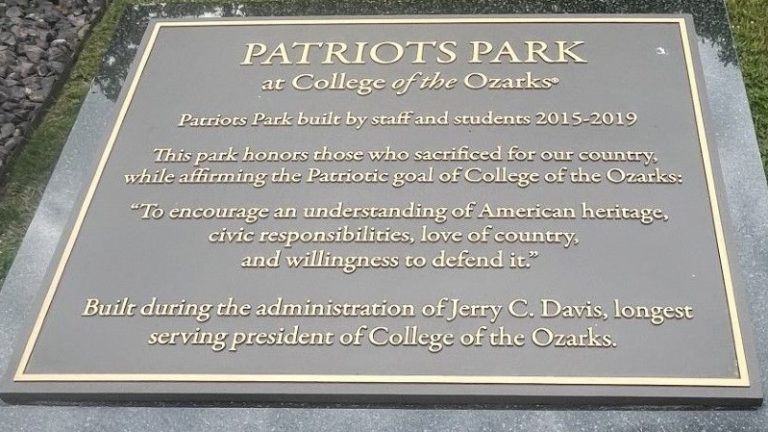 PATRIOTS PARK
at College of the Ozarks®
Patriots Park built by staff and students 2015-2019
This park honors those who sacrificed for our country,
while affirming the Patriotic goal of College of the Ozarks:
“To encourage an understanding of American heritage,
civic responsibilities, love of country,
and willingness to defend it.”
Built during the administration of Jerry C. Davis, longest
serving president of College of the Ozarks.